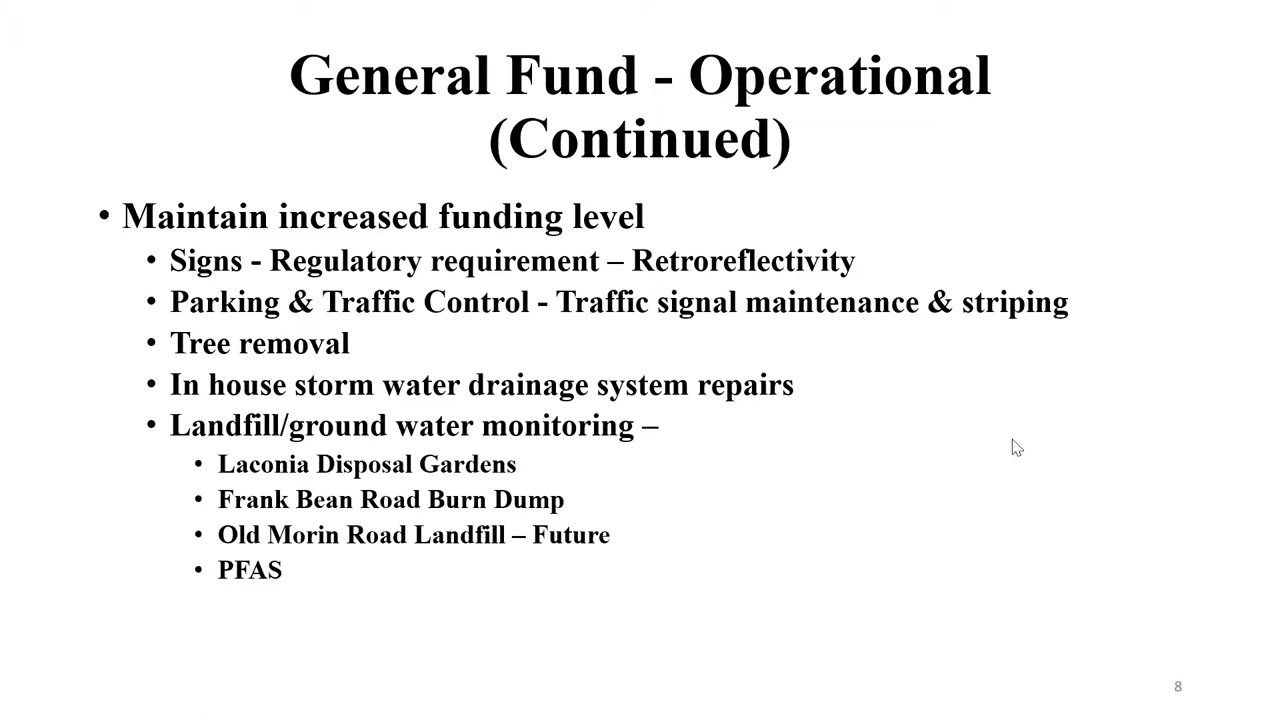 General Fund - Operational
(Continued)
• Maintain increased funding level
• Signs - Regulatory requirement – Retroreflectivity
• Parking & Traffic Control - Traffic signal maintenance & striping
• Tree removal
• In house storm water drainage system repairs
• Landfill/ground water monitoring –
• Laconia Disposal Gardens
• Frank Bean Road Burn Dump
• Old Morin Road Landfill – Future
• PFAS
8